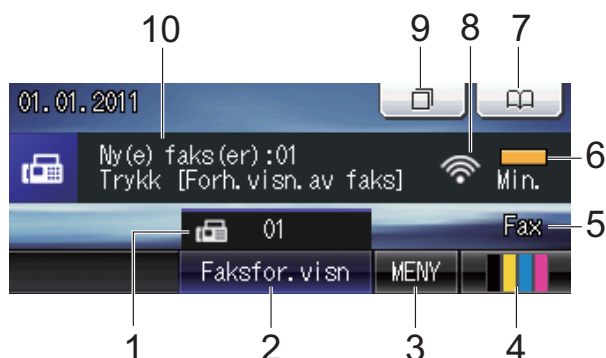 10
9
8
7
01.01.2011
Ny(e) faks(er):01
Trykk [Forh.visn.av faks]
Min.
6
1
01
Fax
5
Faksfor.visn
MENY
1
2
3
4